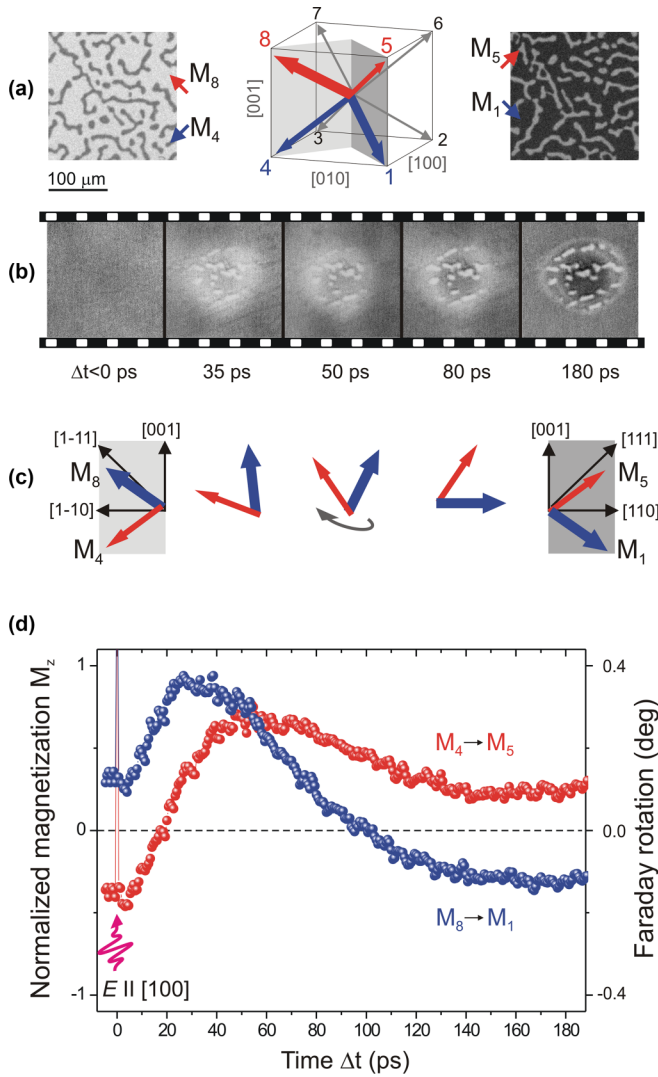 (a)
M8
M4
100 μm
7
6
8
5
[001]
3
2
4
[010]
[100]
1
M5
M1
(b)
Δt<0 ps
35 ps
50 ps
80 ps
180 ps
(c)
[1-11]
[001]
M8
[1-10]
M4
[001]
[111]
M5
[110]
M1
(d)
Normalized magnetization Mz
1
0
-1
M4→M5
M8→M1
E II [100]
0.4
0.0
-0.4
Faraday rotation (deg)
0 20 40 60 80 100 120 140 160 180
Time Δt (ps)